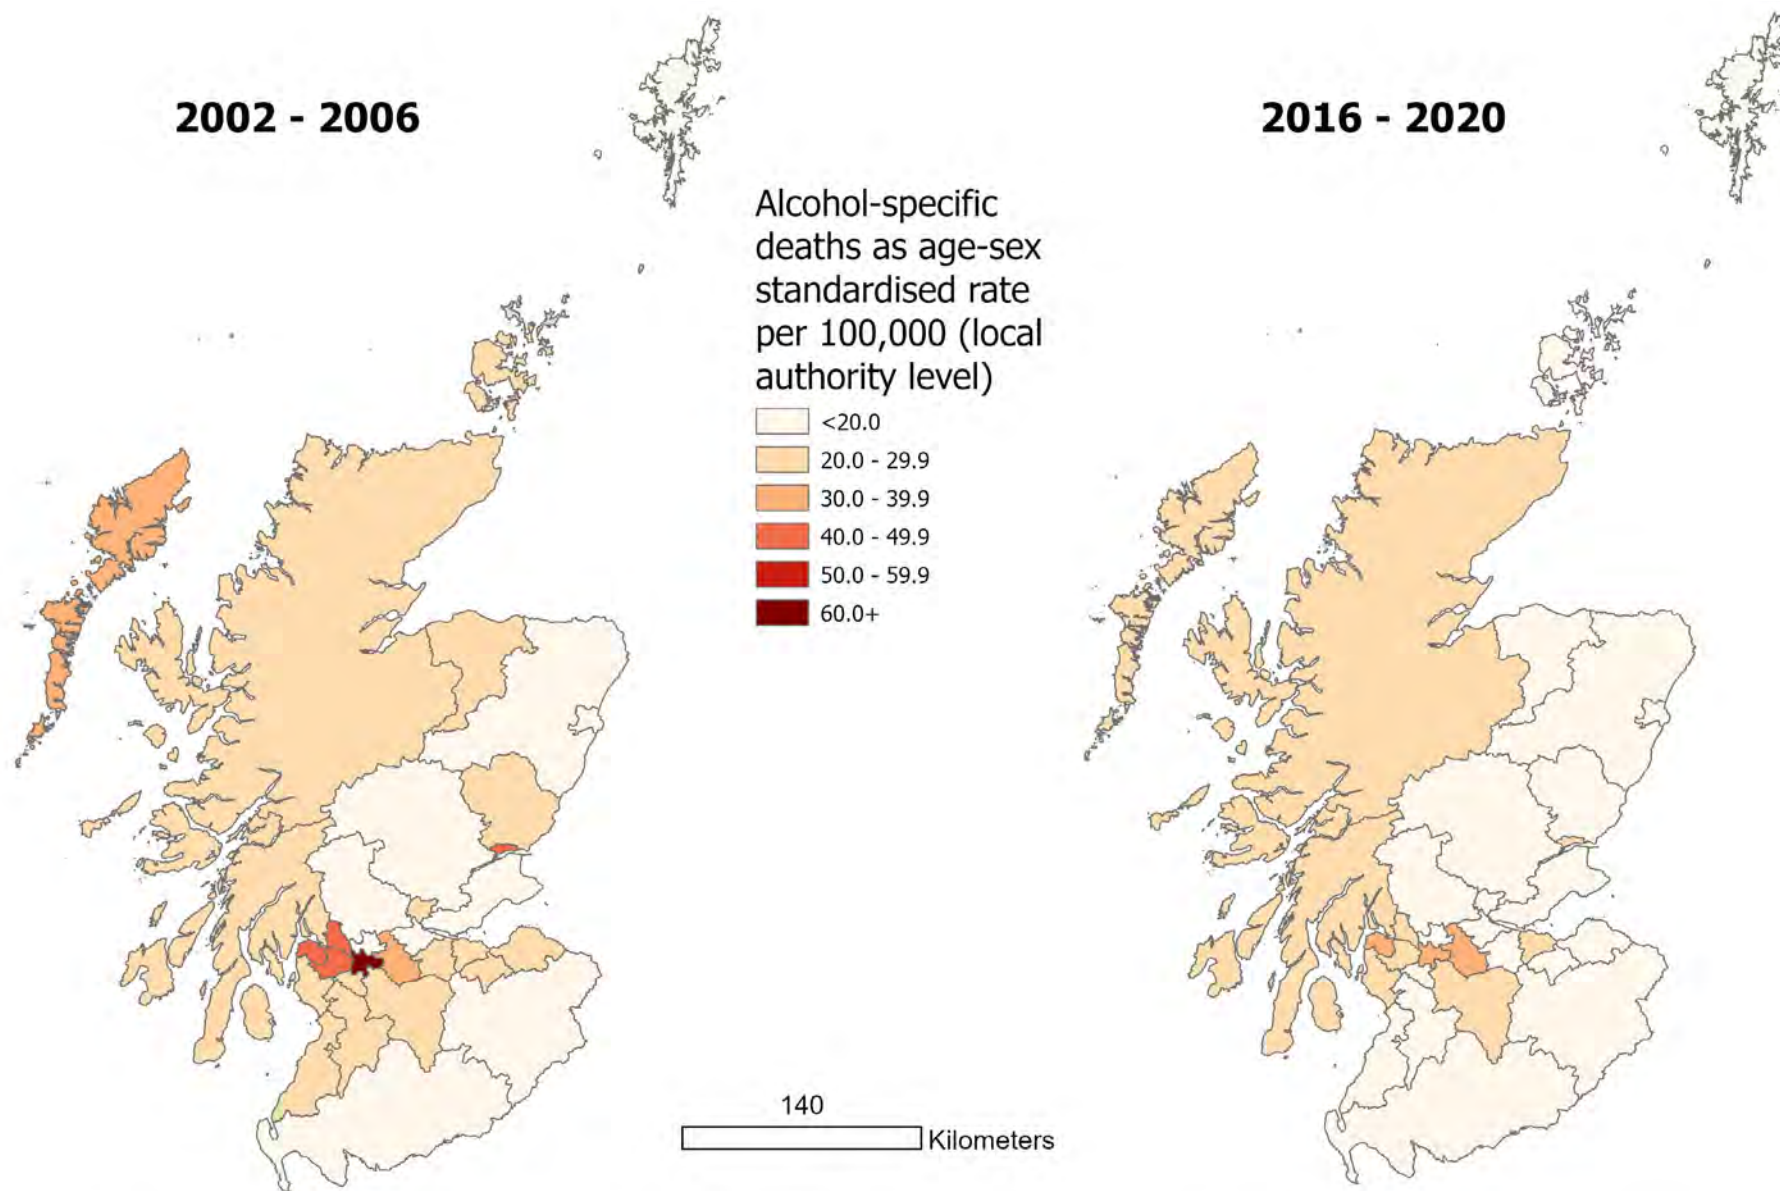 2002 - 2006
2016 - 2020
Alcohol-specific
deaths as age-sex
standardised rate
per 100,000 (local
authority level)
<20.0
20.0 - 29.9
30.0 - 39.9
40.0 - 49.9
50.0 - 59.9
60.0+
140
Kilometers